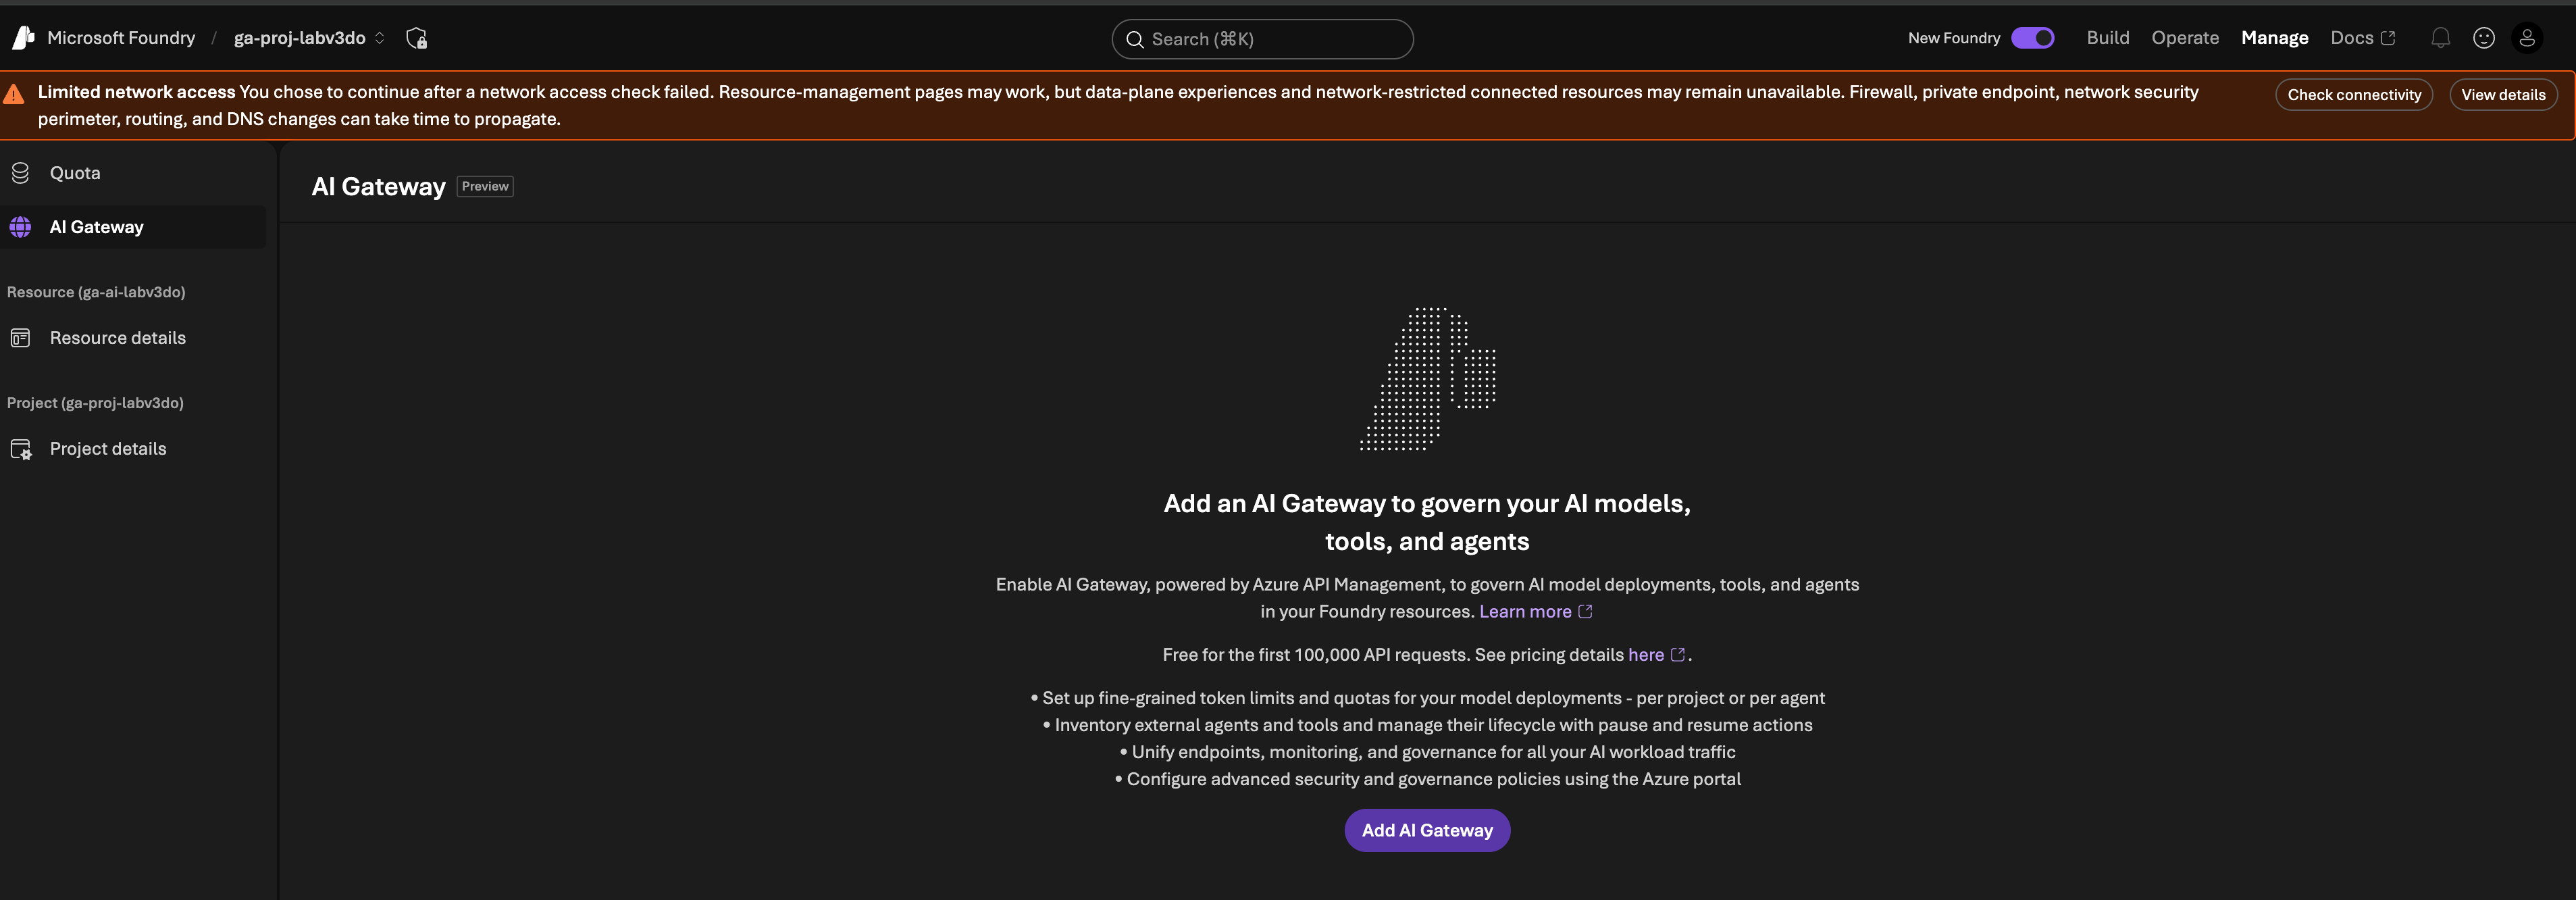 Microsoft Foundry / ga-proj-labv3do
Search (⌘K)
New Foundry
Build
Operate
Manage
Docs
Limited network access You chose to continue after a network access check failed. Resource-management pages may work, but data-plane experiences and network-restricted connected resources may remain unavailable. Firewall, private endpoint, network security
perimeter, routing, and DNS changes can take time to propagate.
Check connectivity
View details
Quota
AI Gateway
Resource (ga-ai-labv3do)
Resource details
Project (ga-proj-labv3do)
Project details
AI Gateway Preview
Add an AI Gateway to govern your AI models,
tools, and agents
Enable AI Gateway, powered by Azure API Management, to govern AI model deployments, tools, and agents
in your Foundry resources. Learn more
Free for the first 100,000 API requests. See pricing details here.
• Set up fine-grained token limits and quotas for your model deployments - per project or per agent
• Inventory external agents and tools and manage their lifecycle with pause and resume actions
• Unify endpoints, monitoring, and governance for all your AI workload traffic
• Configure advanced security and governance policies using the Azure portal
Add AI Gateway